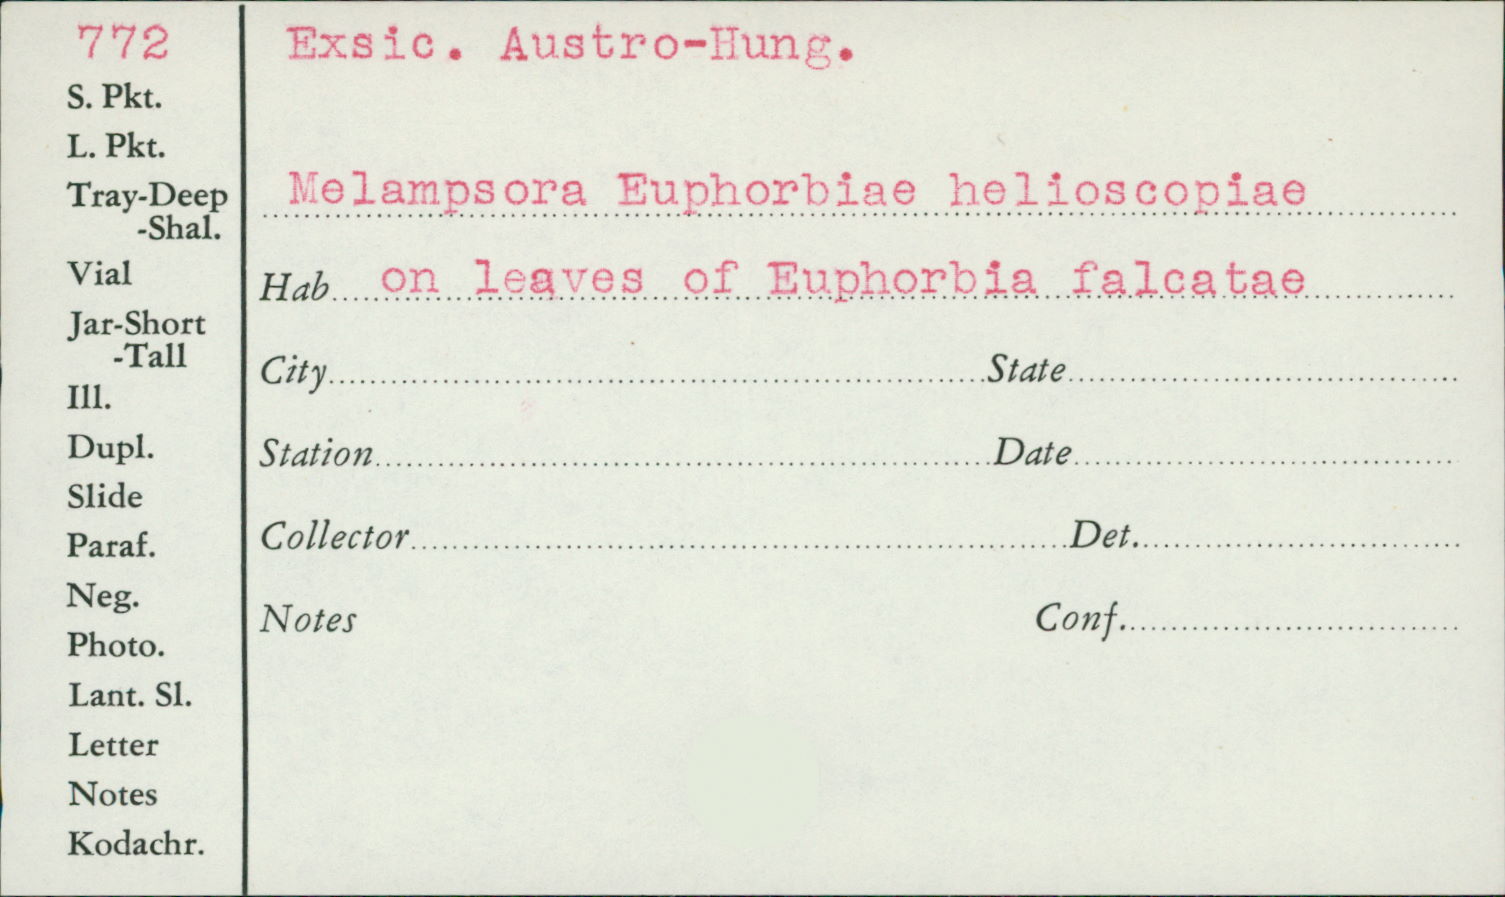 772
S. Pkt.
L. Pkt.
Tray-Deep
-Shal.
Vial
Jar-Short
-Tall
Ill.
Dupl.
Slide
Paraf.
Neg.
Photo.
Lant. Sl.
Letter
Notes
Kodachr.
Exsic. Austro-Hung.
Melampsora Euphorbiae helioscopiae
Hab on leaves of Euphorbia falcatae
City State
Station Date
Collector Det.
Notes Conf.